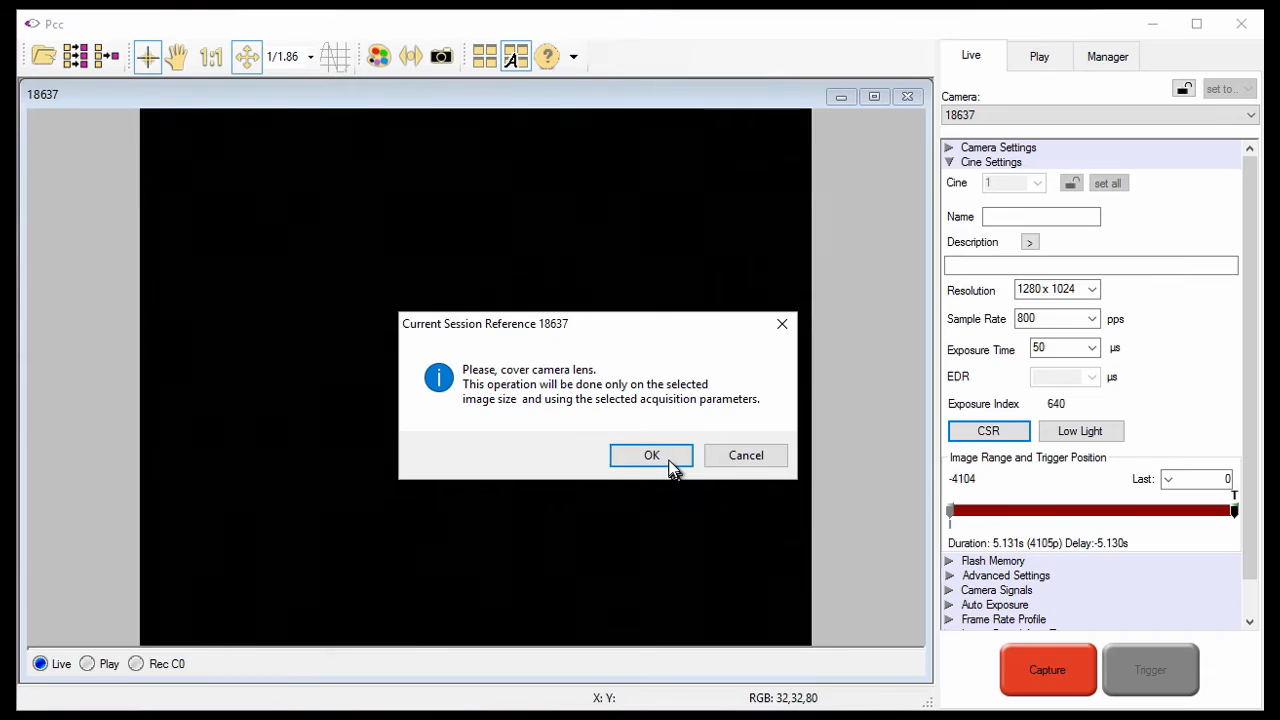 Pcc
1:1
1/1.86
A
?
18637
Live
Play
Manager
set to..
Camera:
18637
Camera Settings
Cine Settings
Cine
1
set all
Name
Description
>
Resolution
1280 x 1024
Sample Rate
800
pps
Exposure Time
50
µs
EDR
µs
Exposure Index
640
CSR
Low Light
Image Range and Trigger Position
-4104
Last:
0
T
I
Duration: 5.131s (4105p) Delay:-5.130s
Flash Memory
Advanced Settings
Camera Signals
Auto Exposure
Frame Rate Profile
Capture
Trigger
Current Session Reference 18637
i
Please, cover camera lens.
This operation will be done only on the selected
image size and using the selected acquisition parameters.
OK
Cancel
Live
Play
Rec C0
X: Y:
RGB: 32,32,80